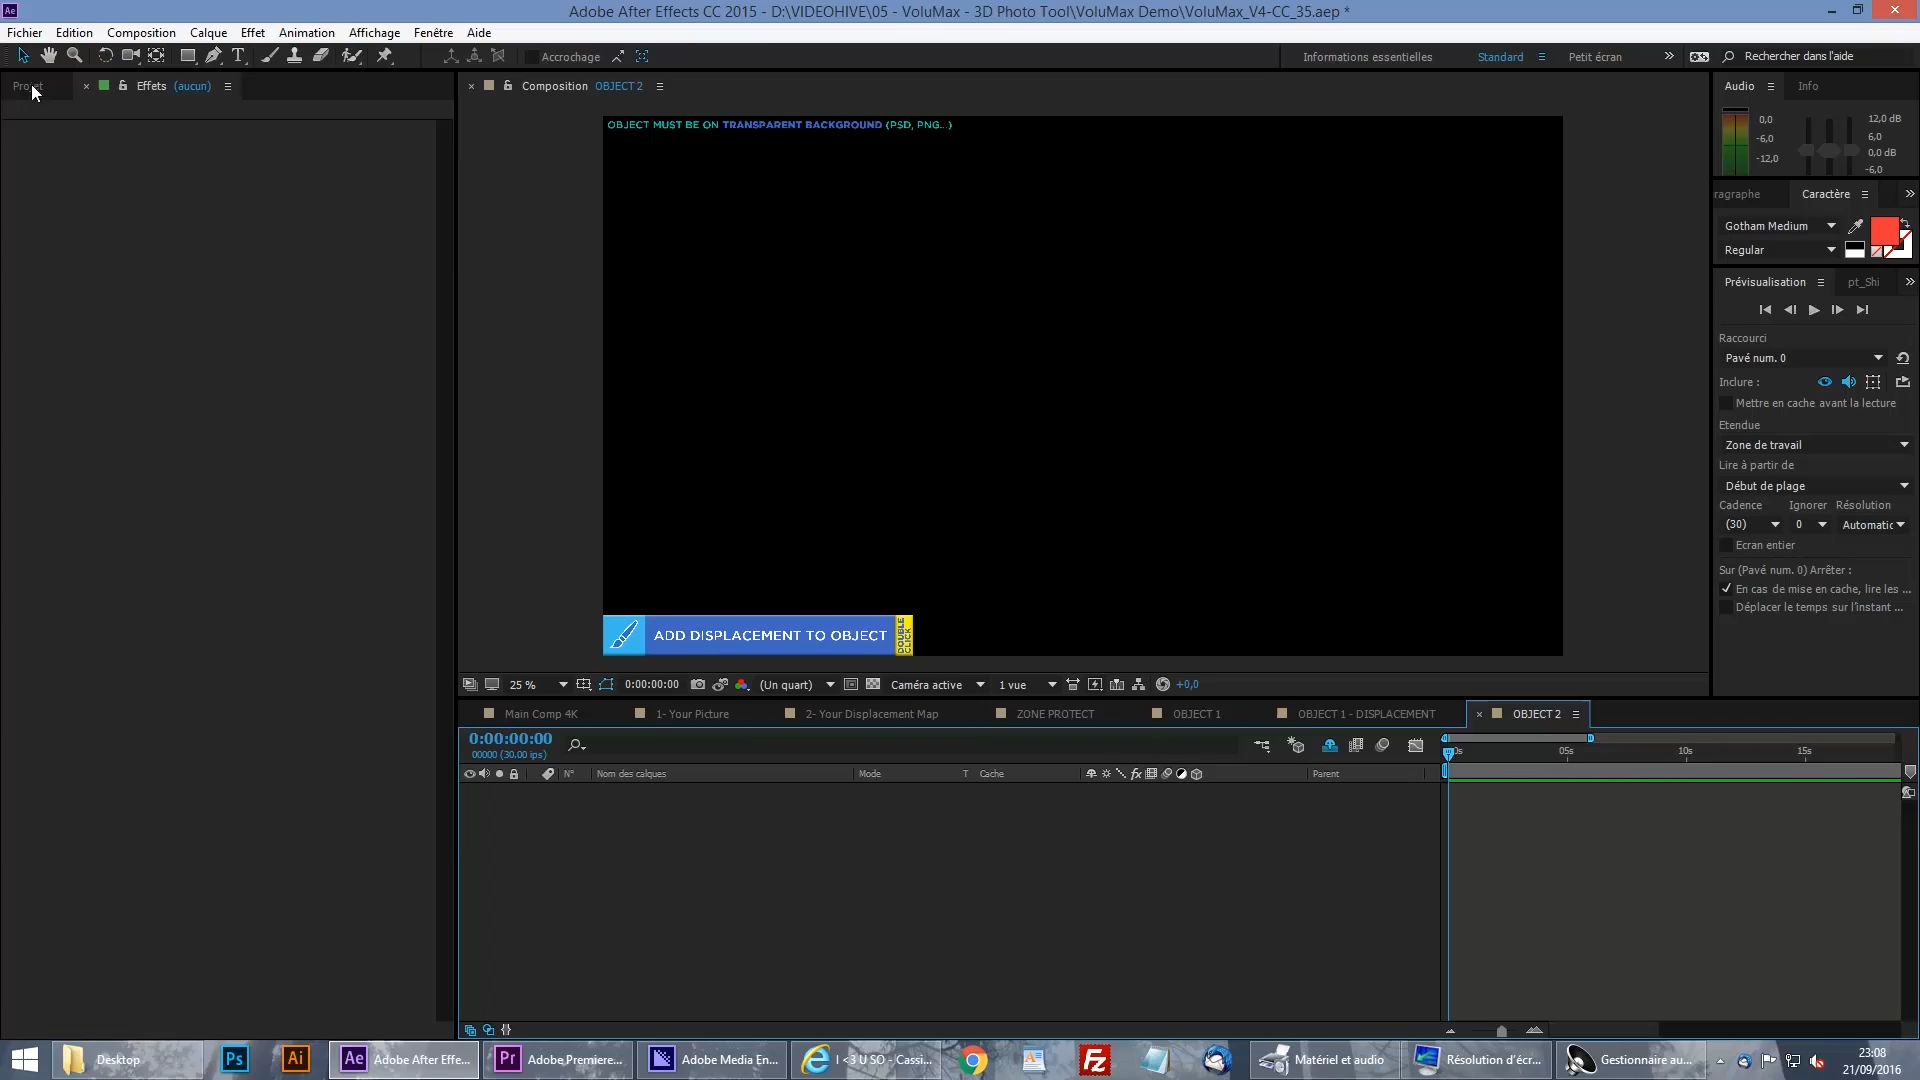 Adobe After Effects CC 2015 - D:\VIDEOHIVE\05 - VoluMax - 3D Photo Tool\VoluMax Demo\VoluMax_V4-CC_35.aep *
Fichier Edition Composition Calque Effet Animation Affichage Fenêtre Aide
Accrochage Informations essentielles Standard Petit écran Rechercher dans l'aide
Projet Effets (aucun) Composition OBJECT 2 Audio Info
OBJECT MUST BE ON TRANSPARENT BACKGROUND (PSD, PNG...)
0,0 12,0 dB
-6,0 6,0
-12,0 0,0 dB
-6,0
ragraphe Caractère
Gotham Medium
Regular
Prévisualisation pt_Shi
Raccourci
Pavé num. 0
Inclure :
Mettre en cache avant la lecture
Etendue
Zone de travail
Lire à partir de
Début de plage
Cadence Ignorer Résolution
(30) 0 Automatic
Ecran entier
Sur (Pavé num. 0) Arrêter :
En cas de mise en cache, lire les ...
Déplacer le temps sur l'instant ...
ADD DISPLACEMENT TO OBJECT
DOUBLE
CLICK
25 % 0:00:00:00 (Un quart) Caméra active 1 vue +0,0
Main Comp 4K 1- Your Picture 2- Your Displacement Map ZONE PROTECT OBJECT 1 OBJECT 1 - DISPLACEMENT OBJECT 2
0:00:00:00
00000 (30.00 ips) 0s 05s 10s 15s
N° Nom des calques Mode T Cache Parent
Desktop Ps Ai Ae Adobe After Effe... Pr Adobe Premiere... Adobe Media En... I <3 U SO - Cassi... Fz Matériel et audio Résolution d'écr... Gestionnaire au...
23:08
21/09/2016